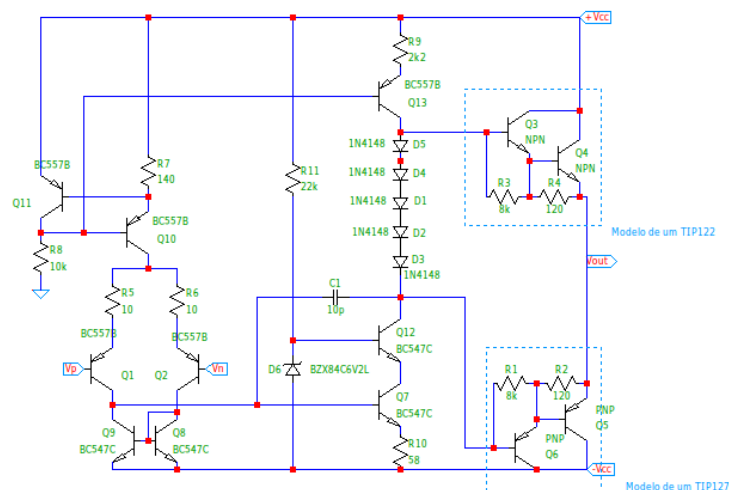 +Vcc
R9
2k2
BC557B
Q13
Q3
NPN
Q4
NPN
1N4148
D5
1N4148
D4
1N4148
D1
1N4148
D2
D3
1N4148
R3
8k
R4
120
Modelo de um TIP122
BC557B
Q11
R7
140
R11
22k
BC557B
Q10
R8
10k
Vout
R5
10
R6
10
C1
10p
BC557B
BC557B
Vp
Q1
Q2
Vn
D6
BZX84C6V2L
Q12
BC547C
R1
8k
R2
120
Q7
BC547C
PNP
Q5
PNP
Q6
Q9
BC547C
Q8
BC547C
R10
58
-Vcc
Modelo de um TIP127